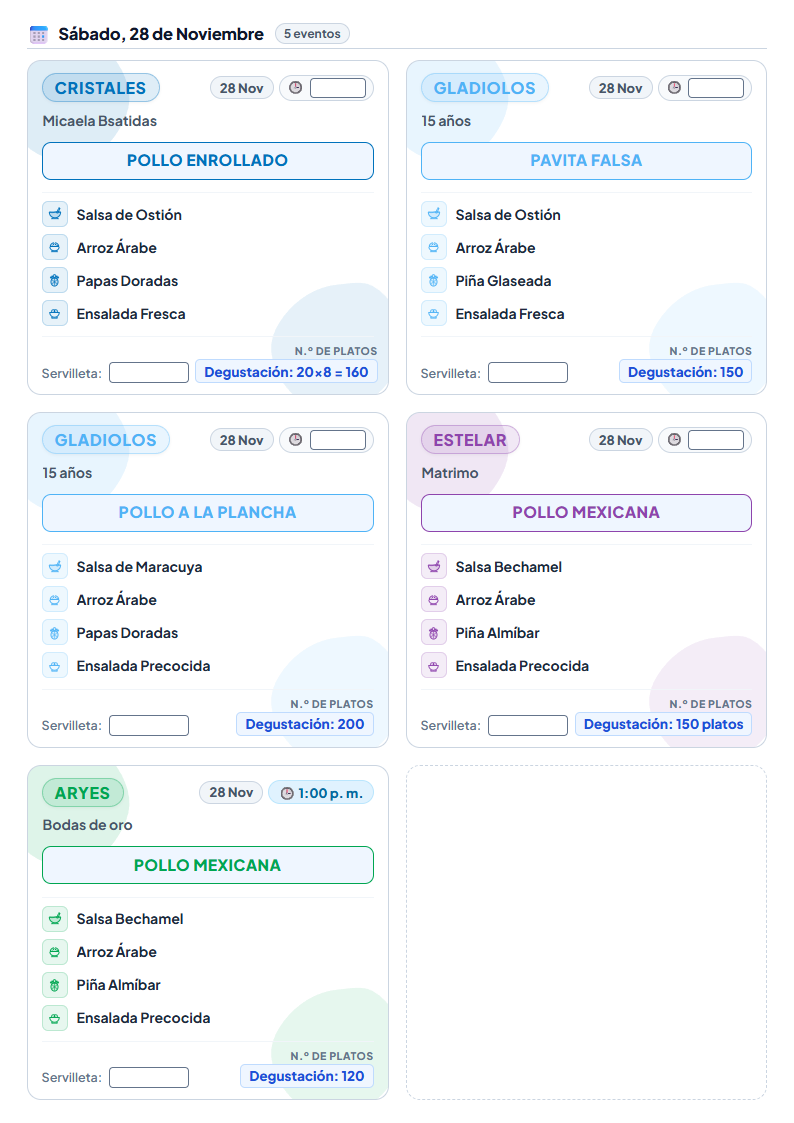 Sábado, 28 de Noviembre 5 eventos
CRISTALES 28 Nov
Micaela Bsatidas
POLLO ENROLLADO
Salsa de Ostión
Arroz Árabe
Papas Doradas
Ensalada Fresca
N.º DE PLATOS
Servilleta: Degustación: 20×8 = 160
GLADIOLOS 28 Nov
15 años
PAVITA FALSA
Salsa de Ostión
Arroz Árabe
Piña Glaseada
Ensalada Fresca
N.º DE PLATOS
Servilleta: Degustación: 150
GLADIOLOS 28 Nov
15 años
POLLO A LA PLANCHA
Salsa de Maracuya
Arroz Árabe
Papas Doradas
Ensalada Precocida
N.º DE PLATOS
Servilleta: Degustación: 200
ESTELAR 28 Nov
Matrimo
POLLO MEXICANA
Salsa Bechamel
Arroz Árabe
Piña Almíbar
Ensalada Precocida
N.º DE PLATOS
Servilleta: Degustación: 150 platos
ARYES 28 Nov 1:00 p. m.
Bodas de oro
POLLO MEXICANA
Salsa Bechamel
Arroz Árabe
Piña Almíbar
Ensalada Precocida
N.º DE PLATOS
Servilleta: Degustación: 120